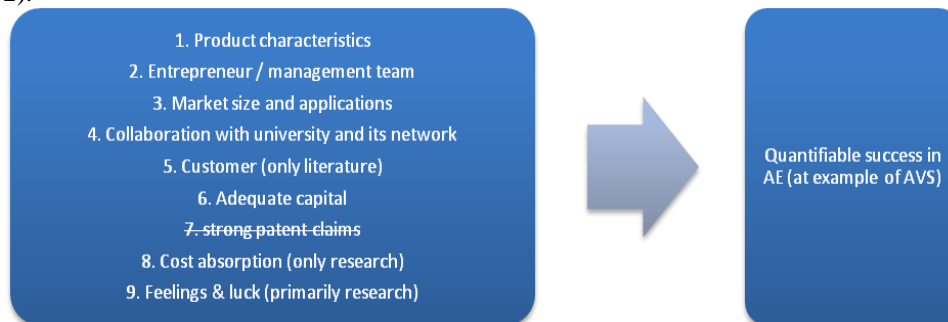 2).
1. Product characteristics
2. Entrepreneur / management team
3. Market size and applications
4. Collaboration with university and its network
5. Customer (only literature)
6. Adequate capital
7. strong patent claims
8. Cost absorption (only research)
9. Feelings & luck (primarily research)
Quantifiable success in
AE (at example of AVS)